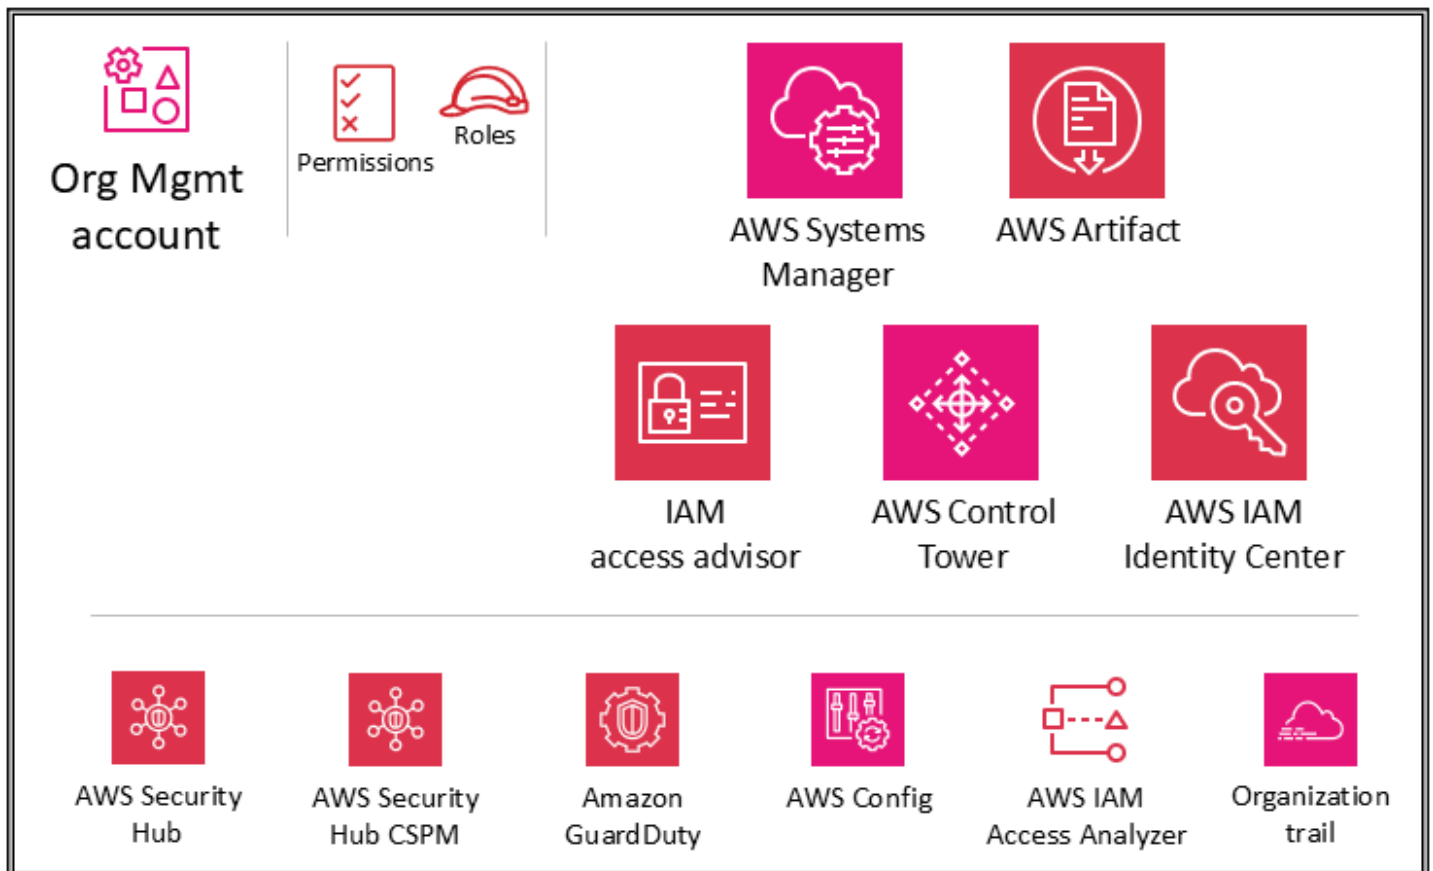 Org Mgmt
account
Permissions
Roles
AWS Systems
Manager
AWS Artifact
IAM
access advisor
AWS Control
Tower
AWS IAM
Identity Center
AWS Security
Hub
AWS Security
Hub CSPM
Amazon
GuardDuty
AWS Config
AWS IAM
Access Analyzer
Organization
trail